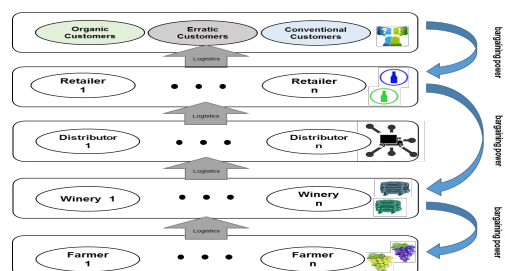 Organic
Customers
Erratic
Customers
Conventional
Customers
bargaining power
Logistics
Retailer
1
Retailer
n
Logistics
Distributor
1
Distributor
n
bargaining power
Logistics
Winery 1
Winery
n
bargaining power
Logistics
Farmer
1
Farmer
n